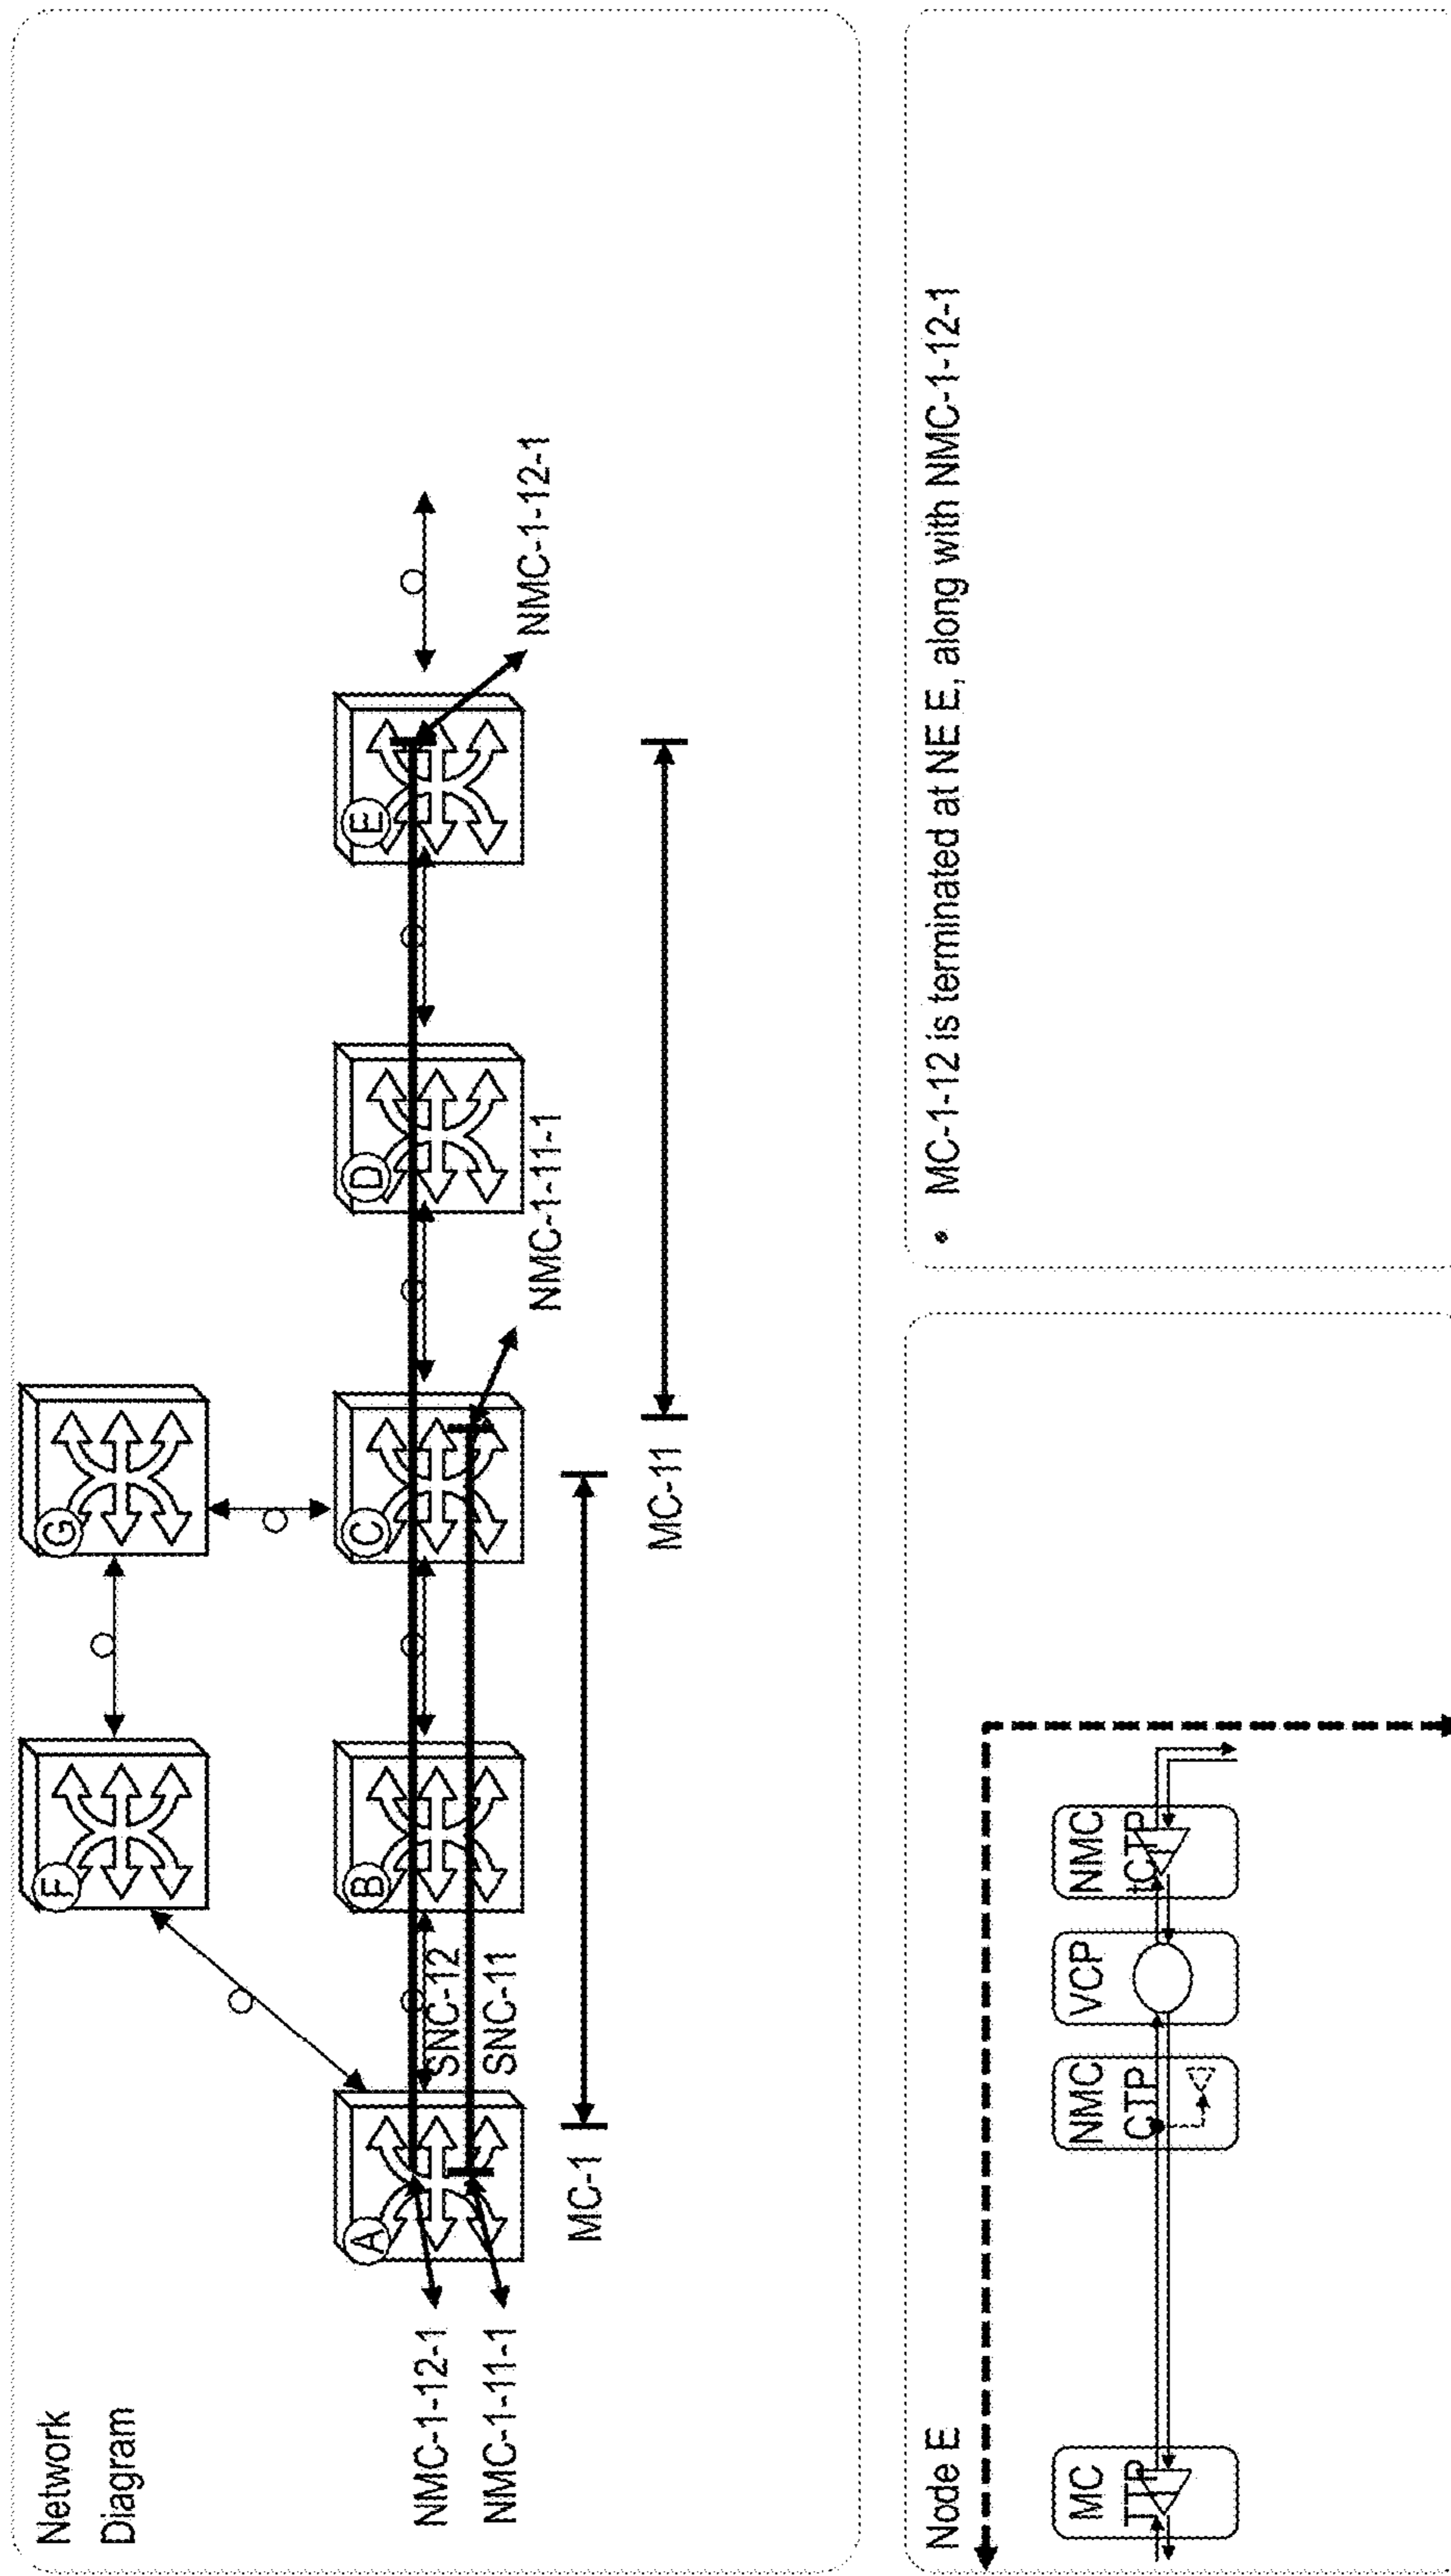 Network
Diagram
F
G
A
B
C
D
E
NMC-1-12-1
NMC-1-11-1
SNC-12
SNC-11
NMC-1-11-1
NMC-1-12-1
MC-1
MC-11
Node E
MC
TTP
NMC
CTP
VCP
NMC
tCTP
• MC-1-12 is terminated at NE E, along with NMC-1-12-1